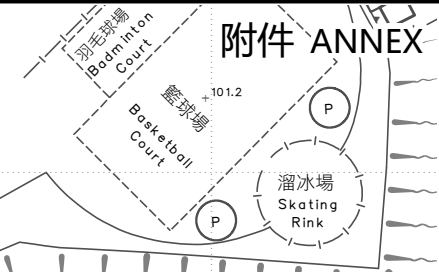 附件 ANNEX
羽毛球場
Badminton
Court
籃球場
101.2
Basketball
Court
P
溜冰場
Skating
Rink
P